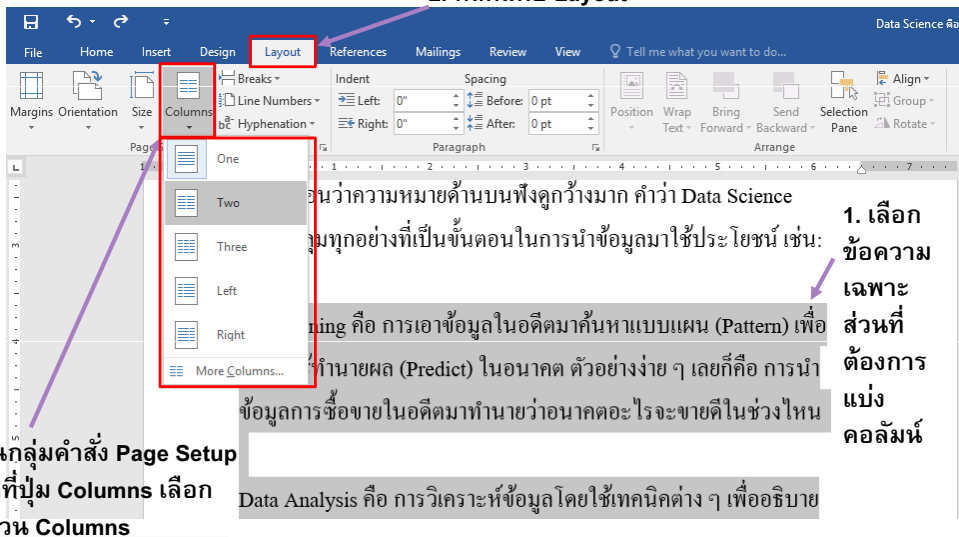 Layout
Data Science คือ
File Home Insert Design Layout References Mailings Review View Tell me what you want to do...
Margins Orientation Size Columns
Breaks
Line Numbers
bc Hyphenation
Page
Indent Spacing
Left: 0" Before: 0 pt
Right: 0" After: 0 pt
Paragraph
Position Wrap Text Bring Forward Send Backward Selection Pane
Align
Group
Rotate
Arrange
L
1 1 2 3 4 5 6 7
One
Two
Three
Left
Right
More Columns...
ว่าความหมายด้านบนฟังดูกว้างมาก คำว่า Data Science
ทุกอย่างที่เป็นขั้นตอนในการนำข้อมูลมาใช้ประโยชน์ เช่น:
ning คือ การเอาข้อมูลในอดีตมาค้นหาแบบแผน (Pattern) เพื่อ
ทำนายผล (Predict) ในอนาคต ตัวอย่างง่าย ๆ เลยก็คือ การนำ
ข้อมูลการซื้อขายในอดีตมาทำนายว่าอนาคตอะไรจะขายดีในช่วงไหน
Data Analysis คือ การวิเคราะห์ข้อมูลโดยใช้เทคนิคต่าง ๆ เพื่ออธิบาย
1. เลือก
ข้อความ
เฉพาะ
ส่วนที่
ต้องการ
แบ่ง
คอลัมน์
กลุ่มคำสั่ง Page Setup
ที่ปุ่ม Columns เลือก
Columns